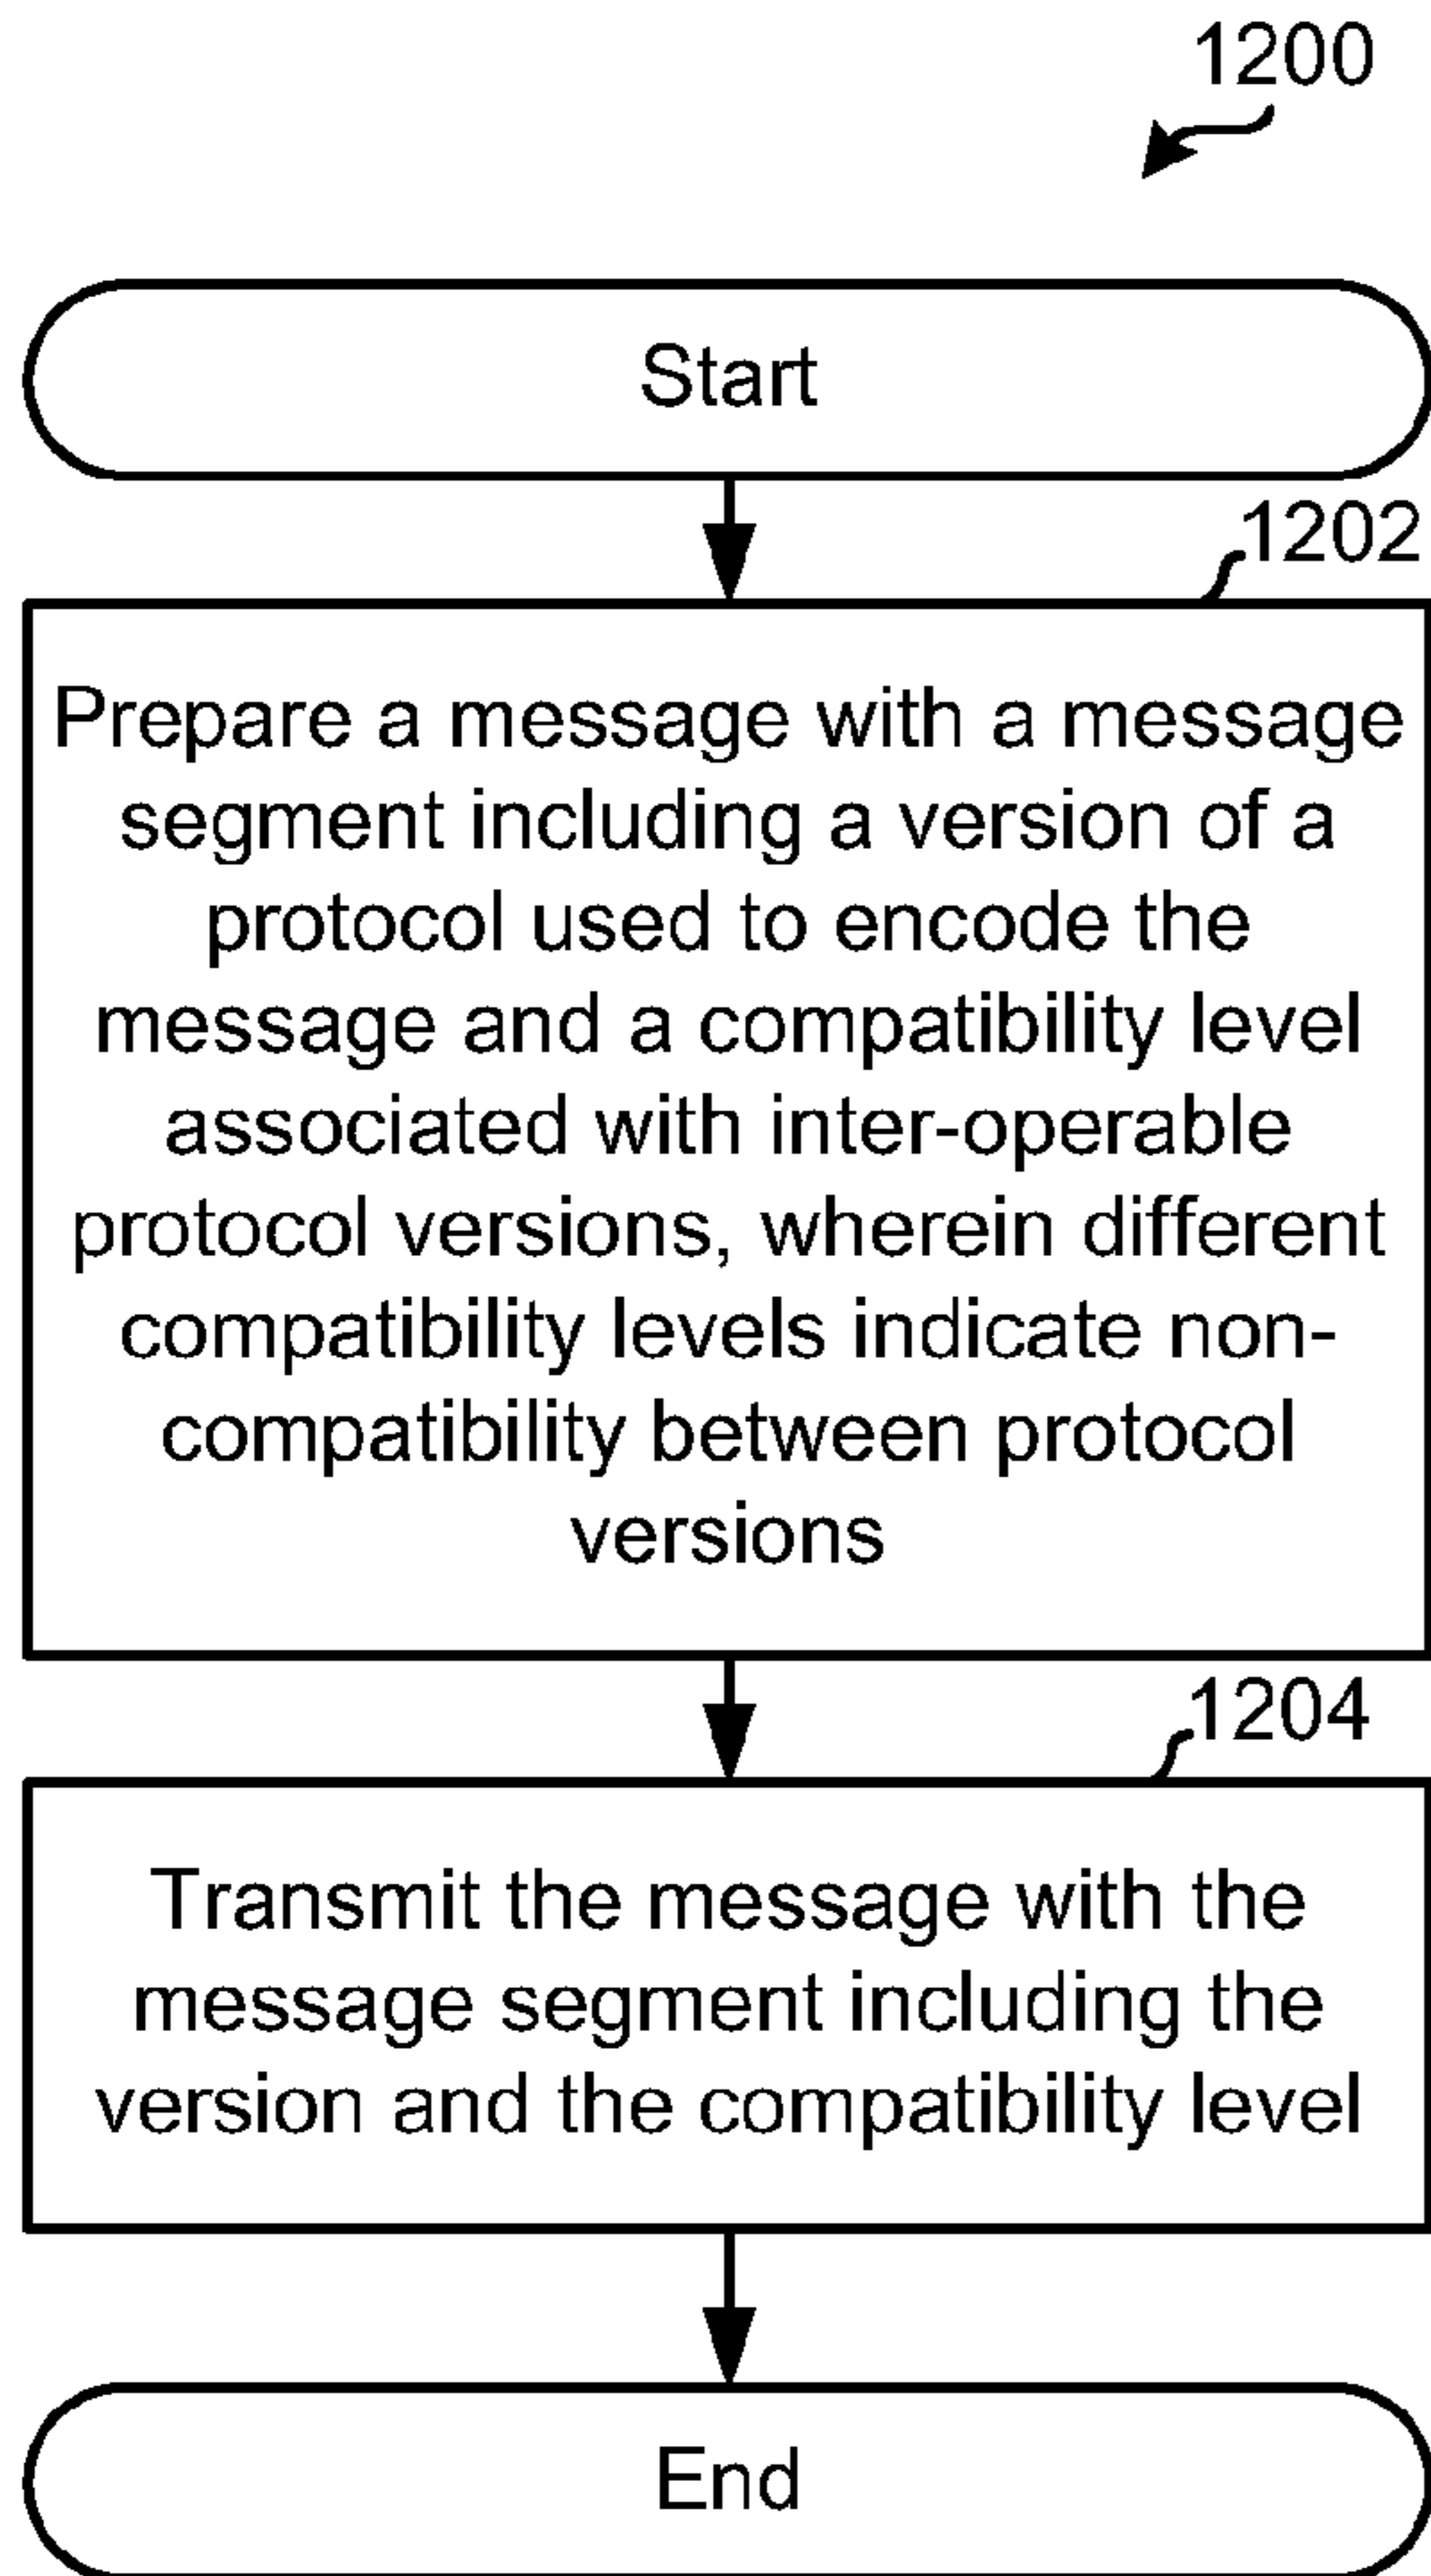 1200
Start
1202
Prepare a message with a message
segment including a version of a
protocol used to encode the
message and a compatibility level
associated with inter-operable
protocol versions, wherein different
compatibility levels indicate non-
compatibility between protocol
versions
1204
Transmit the message with the
message segment including the
version and the compatibility level
End